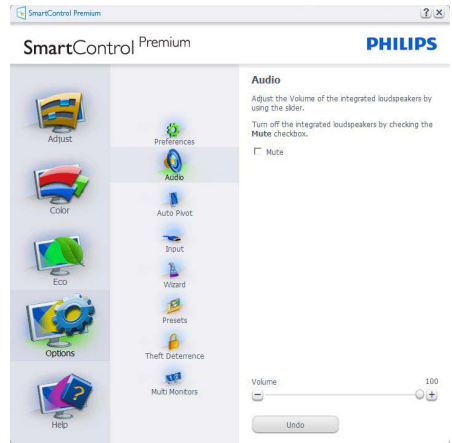 SmartControl Premium
SmartControl Premium
PHILIPS
Adjust
Color
Eco
Options
Help
Preferences
Audio
Auto Pivot
Input
Wizard
Presets
Theft Deterrence
Multi Monitors
Audio
Adjust the Volume of the integrated loudspeakers by
using the slider.
Turn off the integrated loudspeakers by checking the
Mute checkbox.
Mute
Volume 100
Undo